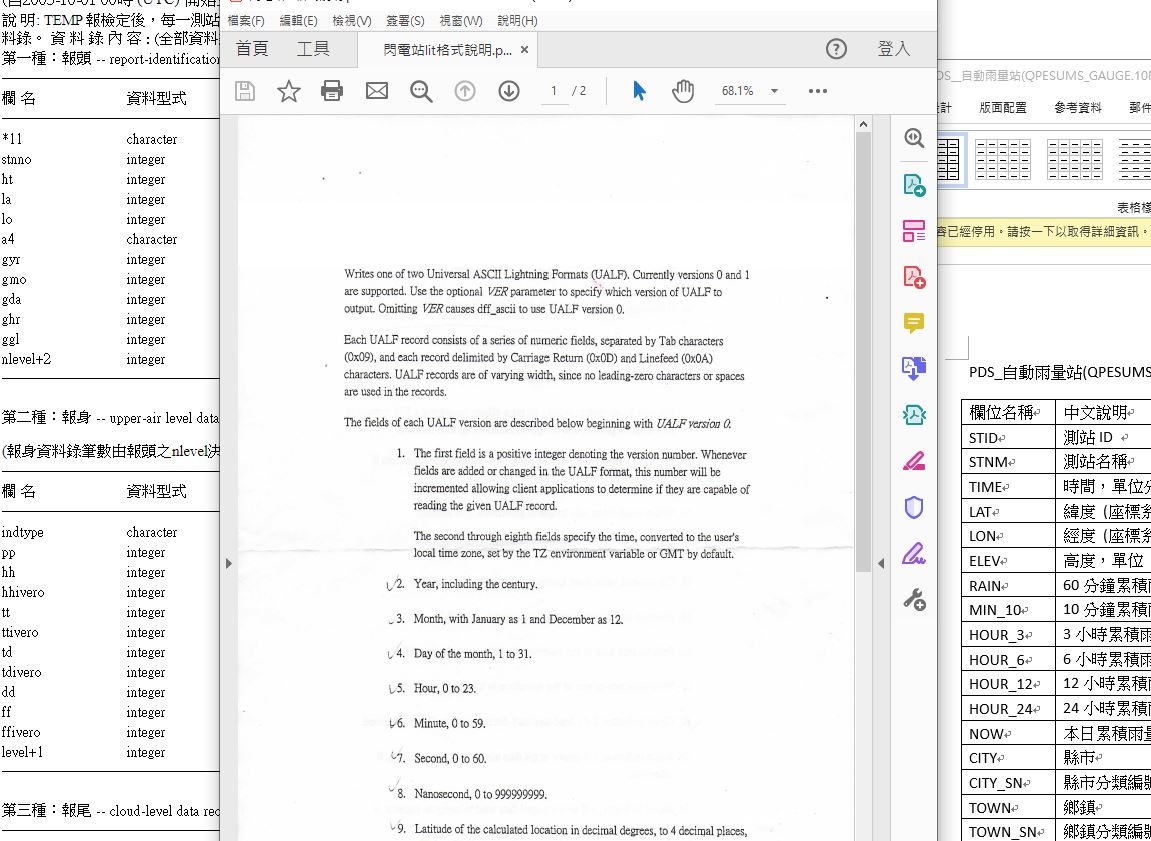 (自2005-10-01 00時 (UTC) 開始
說 明: TEMP 報檢定後，每一測站
料錄。 資 料 錄 內 容 : (全部資料
第一種：報頭 -- report-identification
欄 名 資料型式
*11 character
stnno integer
ht integer
la integer
lo integer
a4 character
gyr integer
gmo integer
gda integer
ghr integer
ggl integer
nlevel+2 integer
第二種：報身 -- upper-air level data
(報身資料錄筆數由報頭之nlevel決
欄 名 資料型式
indtype character
pp integer
hh integer
hhivero integer
tt integer
ttivero integer
td integer
tdivero integer
dd integer
ff integer
ffivero integer
level+1 integer
第三種：報尾 -- cloud-level data rec
檔案(F) 編輯(E) 檢視(V) 簽署(S) 視窗(W) 說明(H)
首頁 工具 閃電站lit格式說明.p... × 登入
1 / 2 68.1%
Writes one of two Universal ASCII Lightning Formats (UALF). Currently versions 0 and 1
are supported. Use the optional VER parameter to specify which version of UALF to
output. Omitting VER causes dff_ascii to use UALF version 0.
Each UALF record consists of a series of numeric fields, separated by Tab characters
(0x09), and each record delimited by Carriage Return (0x0D) and Linefeed (0x0A)
characters. UALF records are of varying width, since no leading-zero characters or spaces
are used in the records.
The fields of each UALF version are described below beginning with UALF version 0.
1. The first field is a positive integer denoting the version number. Whenever
fields are added or changed in the UALF format, this number will be
incremented allowing client applications to determine if they are capable of
reading the given UALF record.
The second through eighth fields specify the time, converted to the user's
local time zone, set by the TZ environment variable or GMT by default.
2. Year, including the century.
3. Month, with January as 1 and December as 12.
4. Day of the month, 1 to 31.
5. Hour, 0 to 23.
6. Minute, 0 to 59.
7. Second, 0 to 60.
8. Nanosecond, 0 to 999999999.
9. Latitude of the calculated location in decimal degrees, to 4 decimal places,
PDS__自動雨量站(QPESUMS_GAUGE.10M
計 版面配置 參考資料 郵件
表格樣
容已經停用。請按一下以取得詳細資訊。
PDS_自動雨量站(QPESUMS
欄位名稱 中文說明
STID 測站 ID
STNM 測站名稱
TIME 時間，單位分
LAT 緯度 (座標系
LON 經度 (座標系
ELEV 高度，單位
RAIN 60 分鐘累積雨
MIN_10 10 分鐘累積雨
HOUR_3 3 小時累積雨
HOUR_6 6 小時累積雨
HOUR_12 12 小時累積雨
HOUR_24 24 小時累積雨
NOW 本日累積雨量
CITY 縣市
CITY_SN 縣市分類編號
TOWN 鄉鎮
TOWN_SN 鄉鎮分類編號